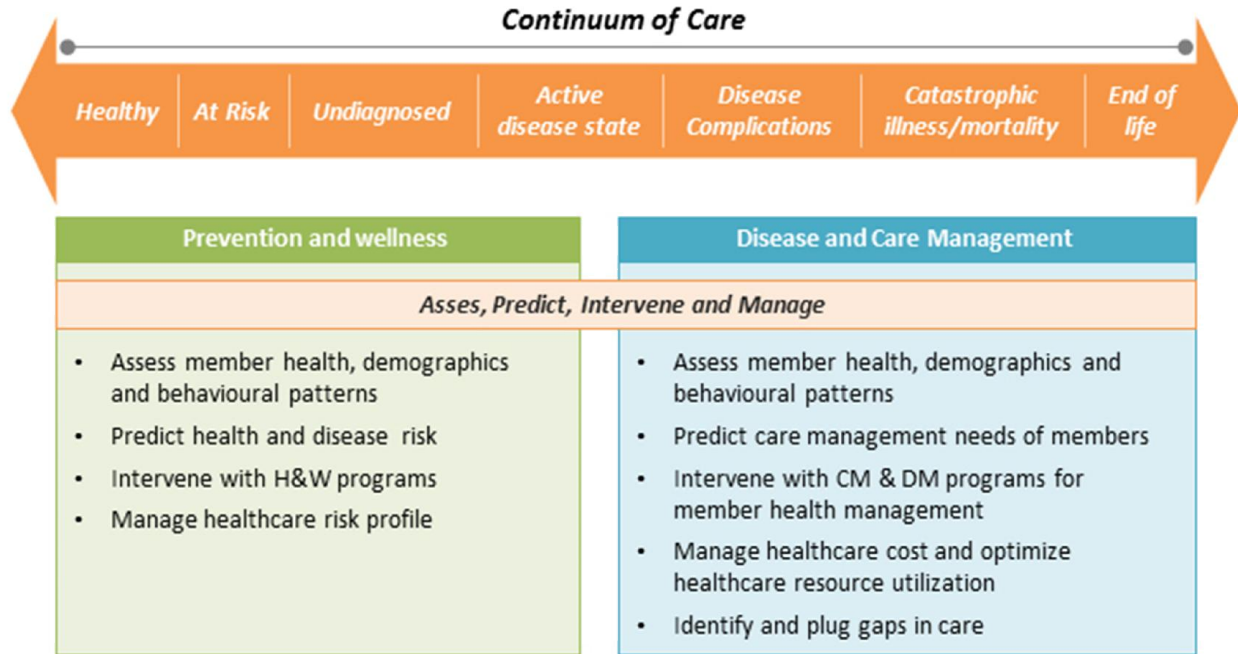 Continuum of Care
Healthy
At Risk
Undiagnosed
Active
disease state
Disease
Complications
Catastrophic
illness/mortality
End of
life
Prevention and wellness
Disease and Care Management
Asses, Predict, Intervene and Manage
• Assess member health, demographics
and behavioural patterns
• Predict health and disease risk
• Intervene with H&W programs
• Manage healthcare risk profile
• Assess member health, demographics and
behavioural patterns
• Predict care management needs of members
• Intervene with CM & DM programs for
member health management
• Manage healthcare cost and optimize
healthcare resource utilization
• Identify and plug gaps in care